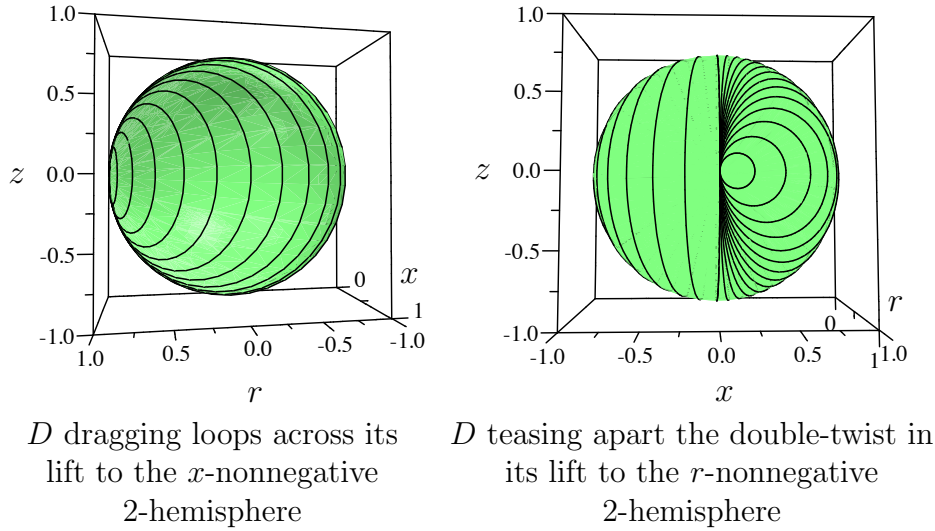 1.0
0.5
z
0.0
-0.5
-1.0
1.0
0.5
0.0
-0.5
-1.0
0
x
1
r
1.0
0.5
z
0.0
-0.5
-1.0
-1.0
-0.5
0.0
0.5
1
1.0
0
r
x
D dragging loops across its
lift to the x-nonnegative
2-hemisphere
D teasing apart the double-twist in
its lift to the r-nonnegative
2-hemisphere